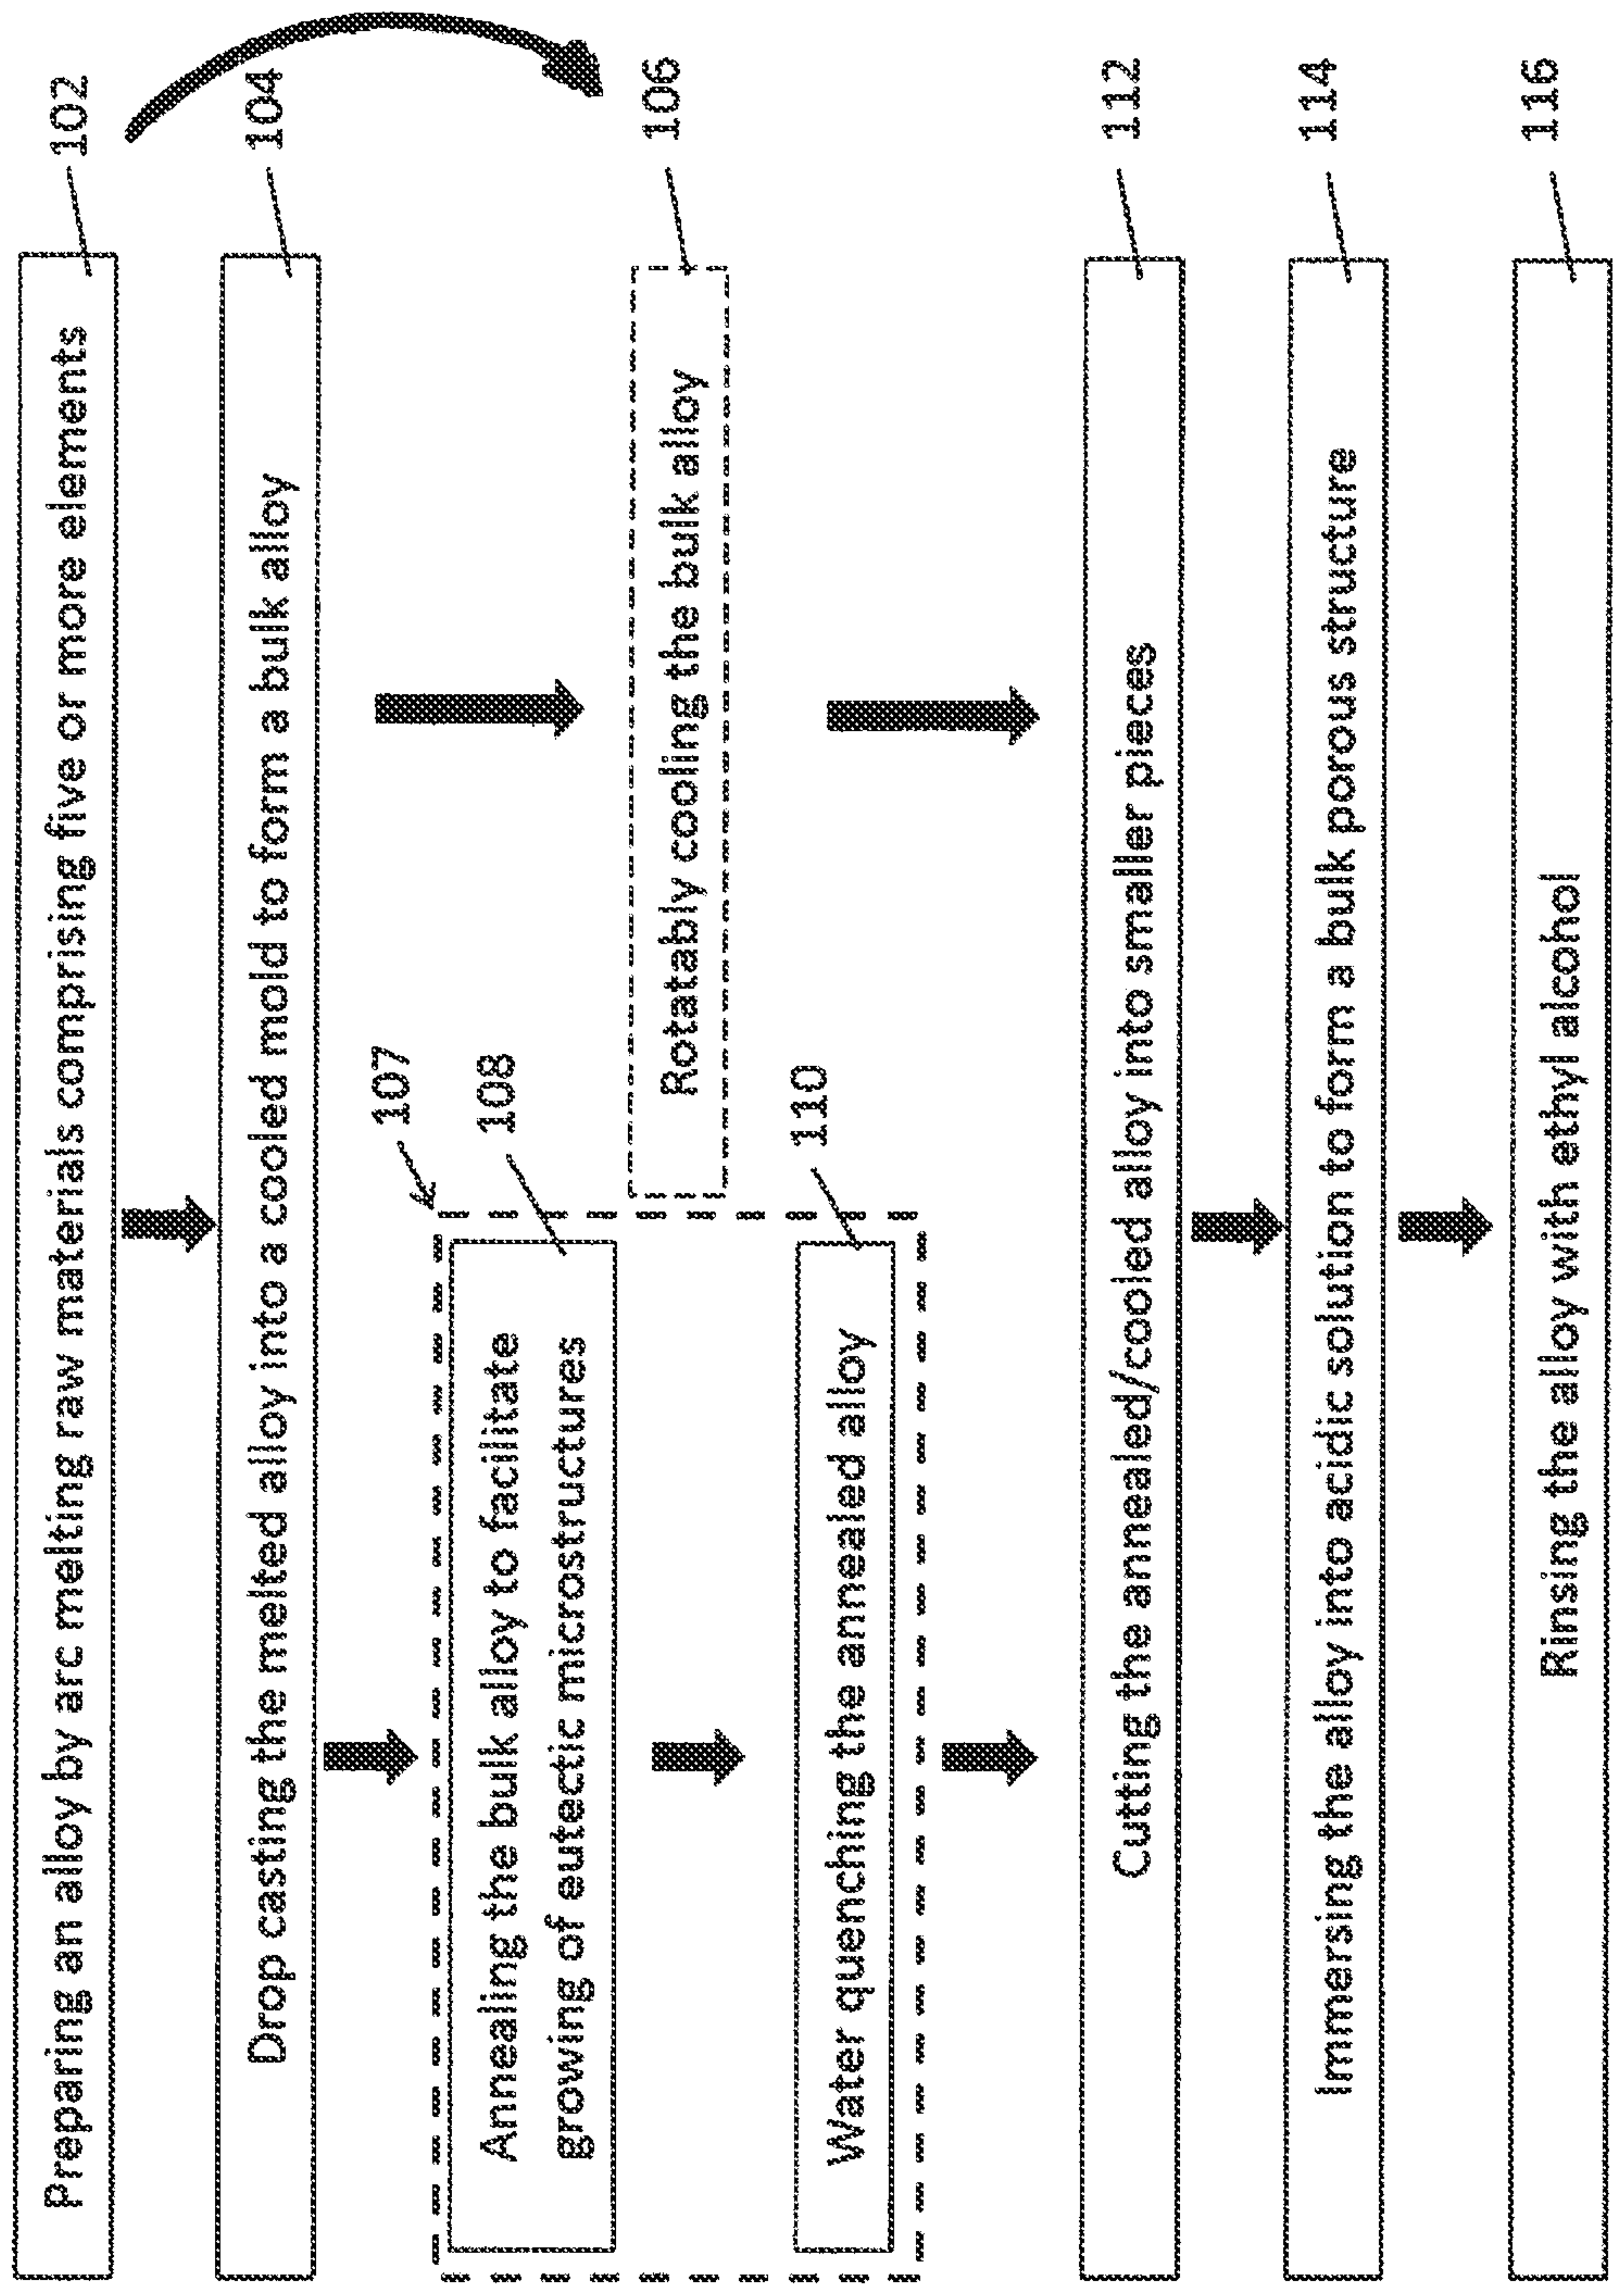 Preparing an alloy by arc melting raw materials comprising five or more elements
102
Drop casting the melted alloy into a cooled mold to form a bulk alloy
104
107
Annealing the bulk alloy to facilitate
growing of eutectic microstructures
108
Rotatably cooling the bulk alloy
106
Water quenching the annealed alloy
110
Cutting the annealed/cooled alloy into smaller pieces
112
Immersing the alloy into acidic solution to form a bulk porous structure
114
Rinsing the alloy with ethyl alcohol
116